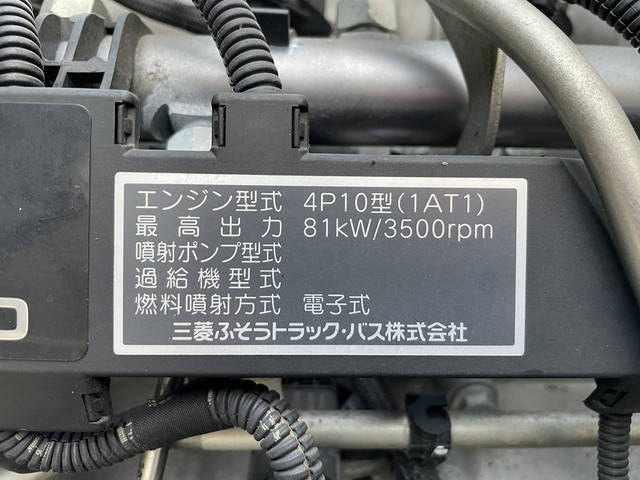 エンジン型式 4P10型(1AT1)
最高出力 81kW/3500rpm
噴射ポンプ型式
過給機型式
燃料噴射方式 電子式
三菱ふそうトラック・バス株式会社